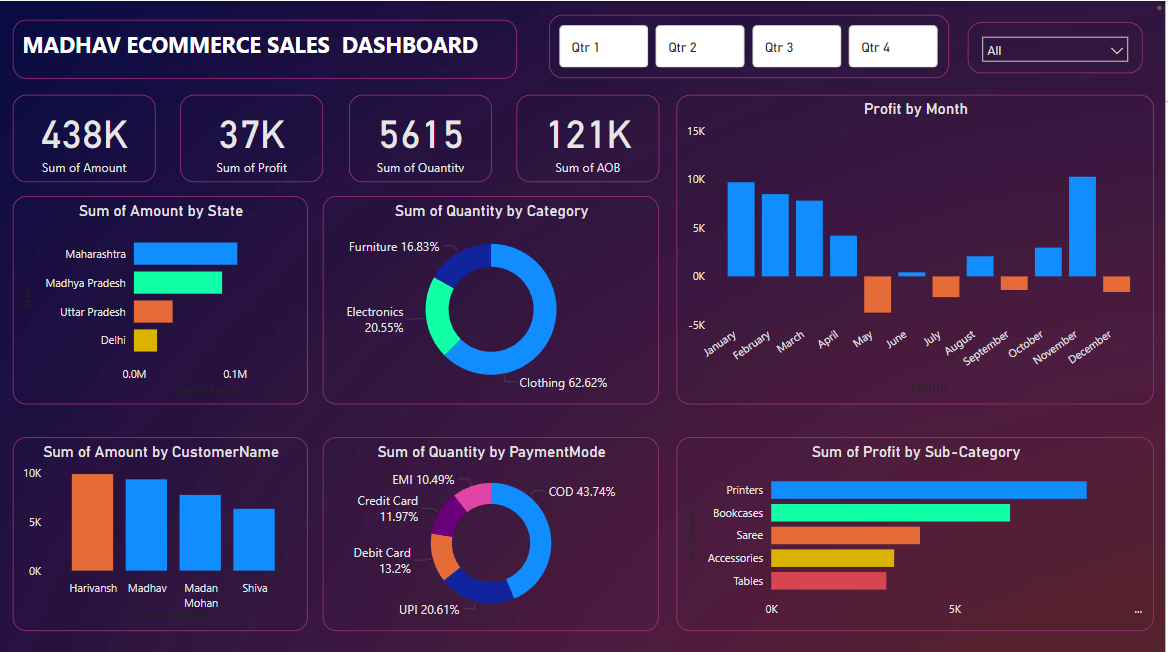 MADHAV ECOMMERCE SALES DASHBOARD
Qtr 1
Qtr 2
Qtr 3
Qtr 4
All
438K
Sum of Amount
37K
Sum of Profit
5615
Sum of Quantity
121K
Sum of AOB
Profit by Month
15K
10K
5K
0K
-5K
January
February
March
April
May
June
July
August
September
October
November
December
Month
Sum of Amount by State
State
Maharashtra
Madhya Pradesh
Uttar Pradesh
Delhi
0.0M
0.1M
Sum of Quantity by Category
Furniture 16.83%
Electronics
20.55%
Clothing 62.62%
Sum of Amount by CustomerName
10K
5K
0K
Harivansh
Madhav
Madan
Mohan
Shiva
Sum of Quantity by PaymentMode
EMI 10.49%
COD 43.74%
Credit Card
11.97%
Debit Card
13.2%
UPI 20.61%
Sum of Profit by Sub-Category
Sub-Category
Printers
Bookcases
Saree
Accessories
Tables
0K
5K
...